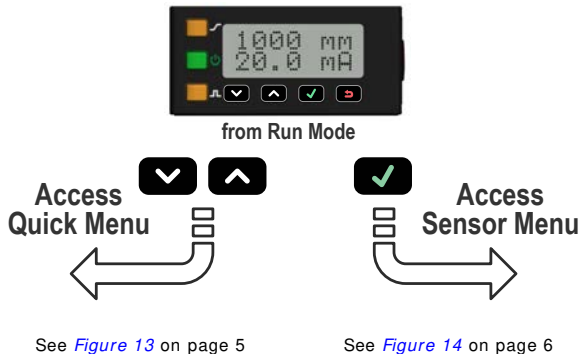 1000 mm
20.0 mA
from Run Mode
Access
Quick Menu
Access
Sensor Menu
See Figure 13 on page 5
See Figure 14 on page 6